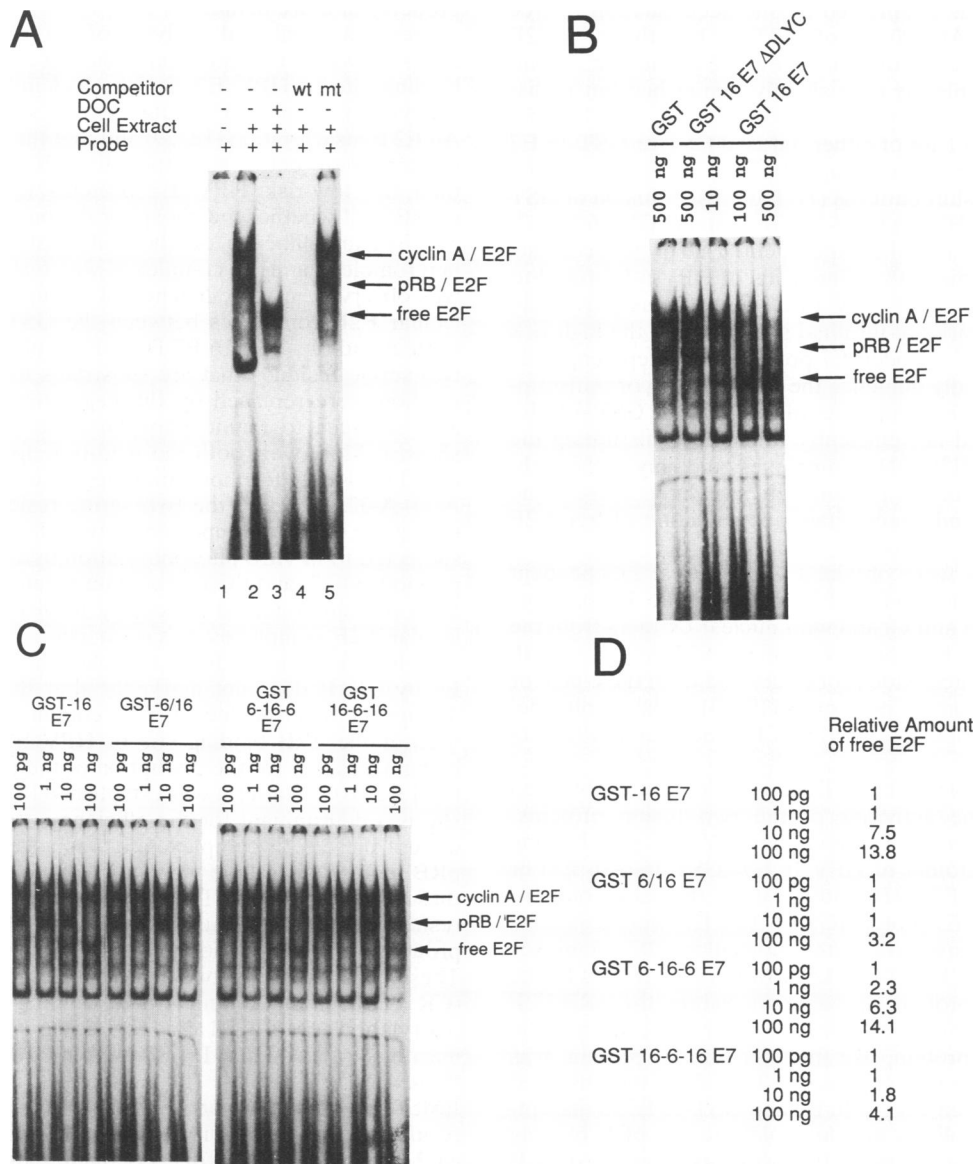 A
Competitor - - - wt mt
DOC - - + - -
Cell Extract - + + + +
Probe + + + + +
cyclin A / E2F
pRB / E2F
free E2F
1 2 3 4 5
B
GST
GST 16 E7 ΔDLYC
GST 16 E7
500 ng
500 ng
10 ng
100 ng
500 ng
cyclin A / E2F
pRB / E2F
free E2F
C
GST-16 E7
GST-6/16 E7
GST 6-16-6 E7
GST 16-6-16 E7
100 pg
1 ng
10 ng
100 ng
100 pg
1 ng
10 ng
100 ng
100 pg
1 ng
10 ng
100 ng
100 pg
1 ng
10 ng
100 ng
cyclin A / E2F
pRB / 'E2F
free E2F
D
Relative Amount
of free E2F
GST-16 E7 100 pg 1
1 ng 1
10 ng 7.5
100 ng 13.8
GST 6/16 E7 100 pg 1
1 ng 1
10 ng 1
100 ng 3.2
GST 6-16-6 E7 100 pg 1
1 ng 2.3
10 ng 6.3
100 ng 14.1
GST 16-6-16 E7 100 pg 1
1 ng 1
10 ng 1.8
100 ng 4.1